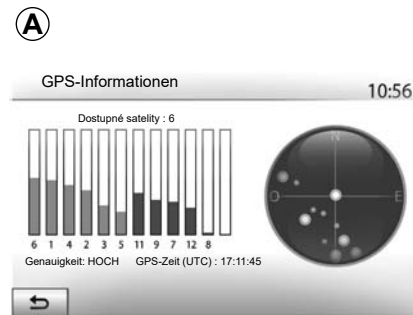 A
GPS-Informationen
10:56
Dostupné satelity : 6
N
O E
6 1 4 2 3 5 11 9 7 12 8
Genauigkeit: HOCH GPS-Zeit (UTC) : 17:11:45